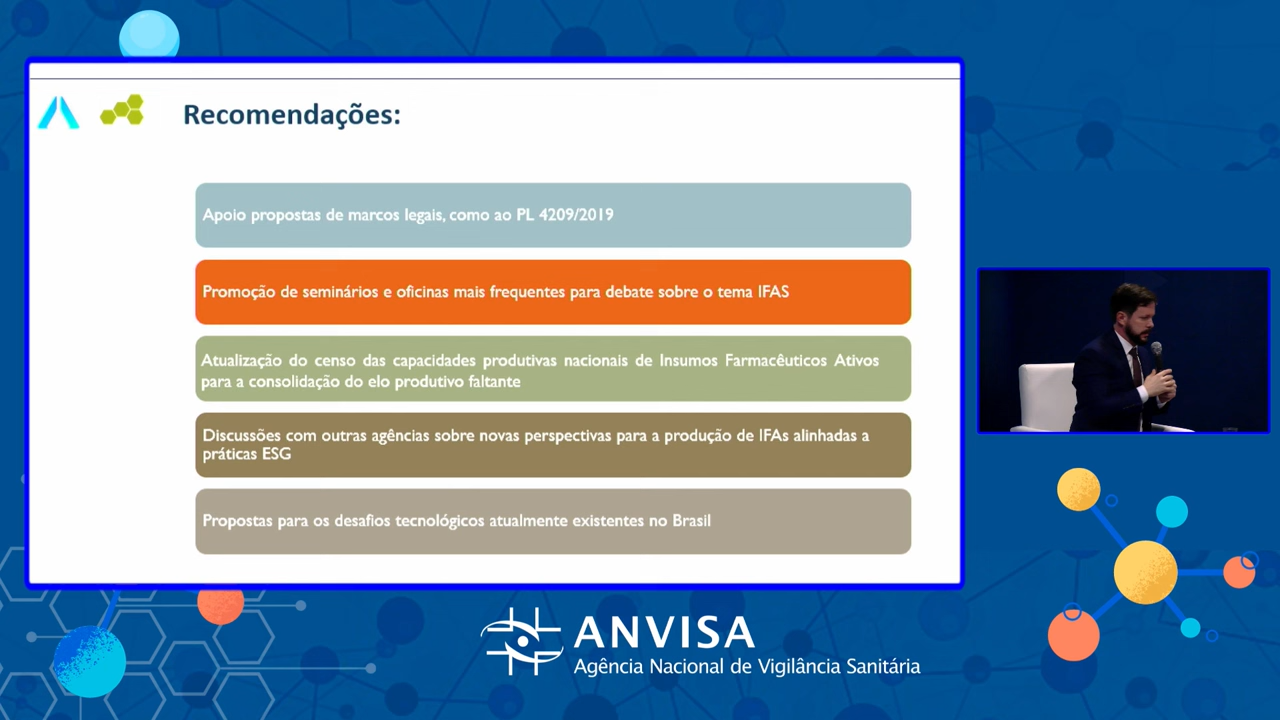 Recomendações:
Apoio propostas de marcos legais, como ao PL 4209/2019
Promoção de seminários e oficinas mais frequentes para debate sobre o tema IFAS
Atualização do censo das capacidades produtivas nacionais de Insumos Farmacêuticos Ativos
para a consolidação do elo produtivo faltante
Discussões com outras agências sobre novas perspectivas para a produção de IFAs alinhadas a
práticas ESG
Propostas para os desafios tecnológicos atualmente existentes no Brasil
ANVISA
Agência Nacional de Vigilância Sanitária